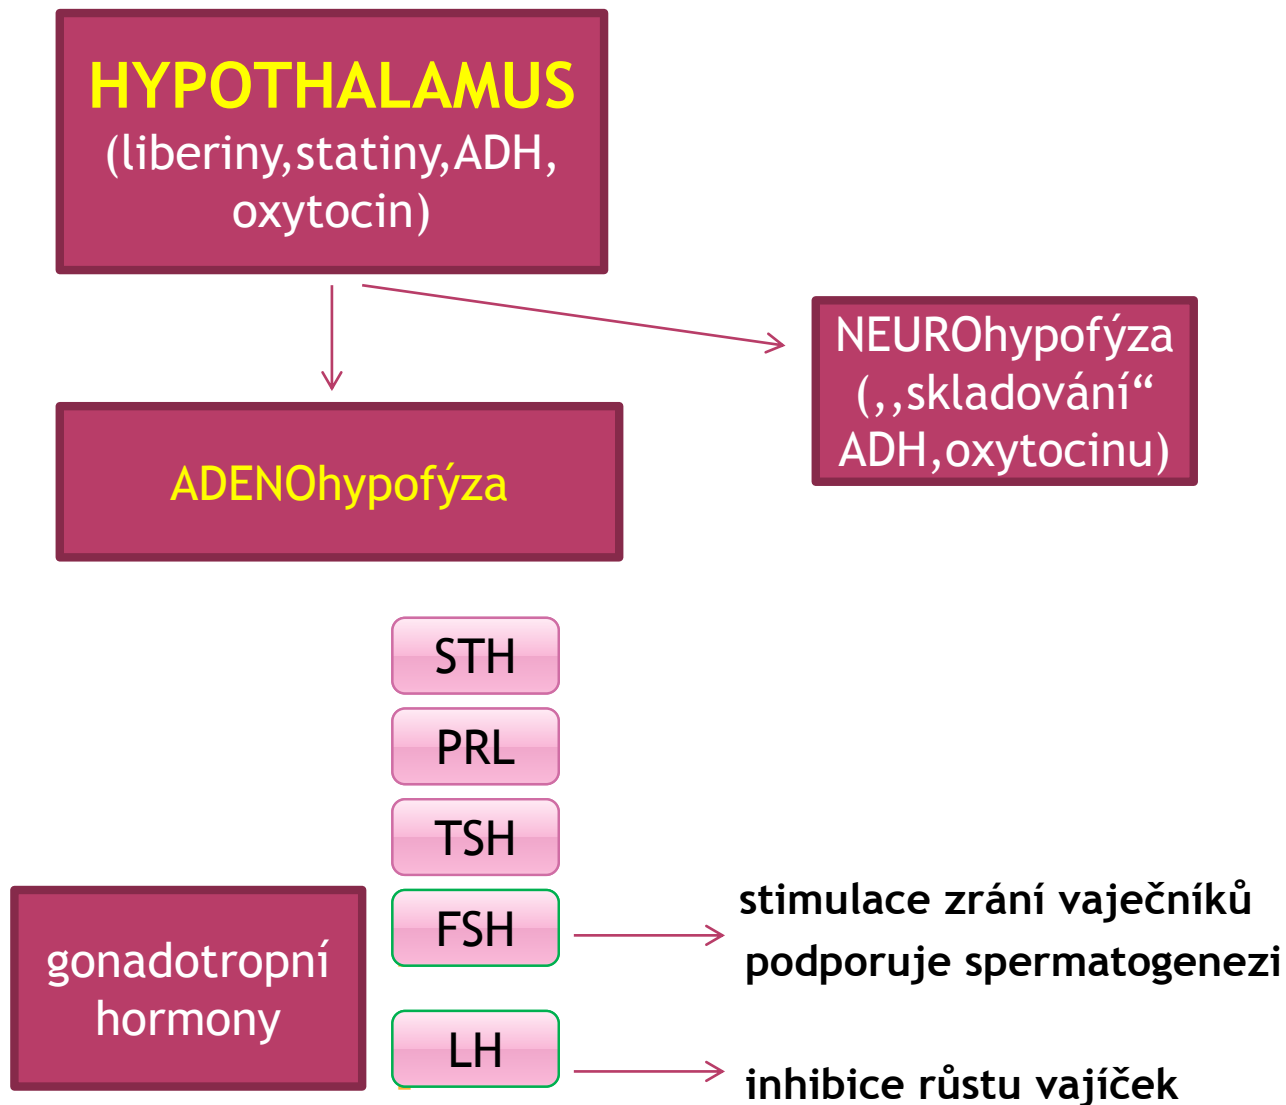 HYPOTHALAMUS
(liberiny,statiny,ADH,
oxytocin)
NEUROhypofýza
(,,skladování“
ADH,oxytocinu)
ADENOhypofýza
STH
PRL
TSH
FSH
stimulace zrání vaječníků
podporuje spermatogenezi
gonadotropní
hormony
LH
inhibice růstu vajíček